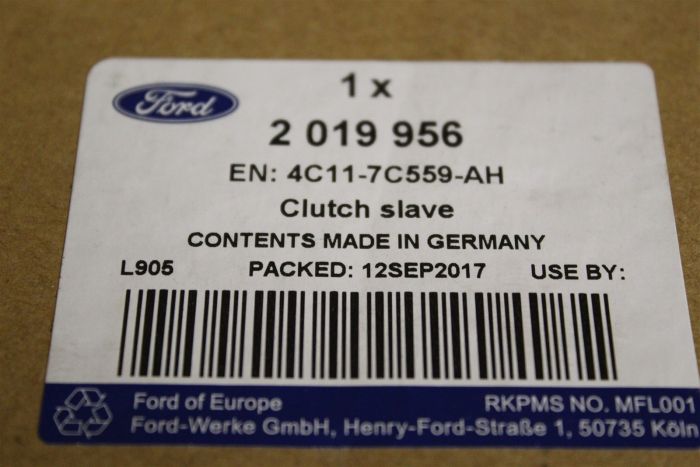 Ford
1 x
2 019 956
EN: 4C11-7C559-AH
Clutch slave
CONTENTS MADE IN GERMANY
L905 PACKED: 12SEP2017 USE BY:
Ford of Europe RKPMS NO. MFL001
Ford-Werke GmbH, Henry-Ford-Straße 1, 50735 Köln